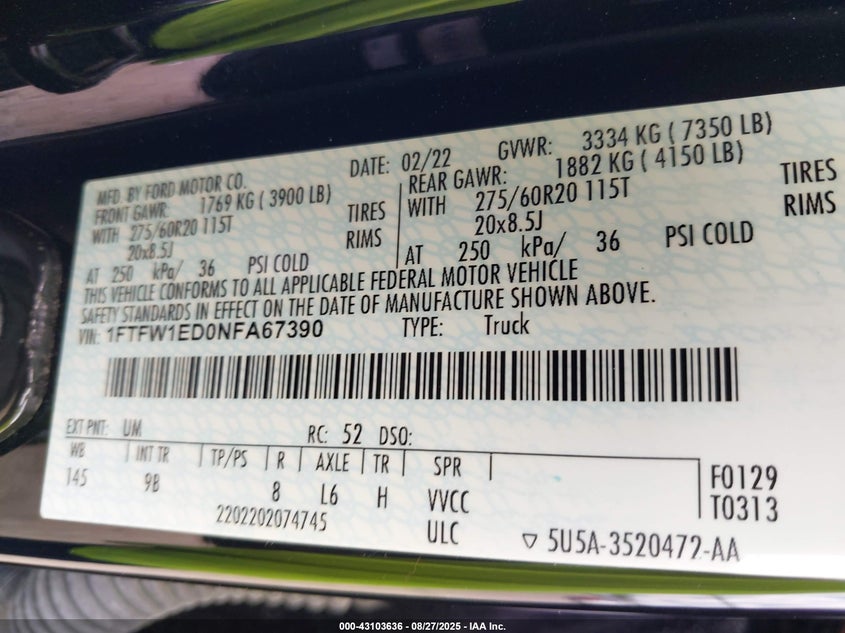 MFD. BY FORD MOTOR CO.
DATE: 02/22
GVWR: 3334 KG ( 7350 LB)
FRONT GAWR: 1769 KG ( 3900 LB)
REAR GAWR: 1882 KG ( 4150 LB)
WITH 275/60R20 115T TIRES
WITH 275/60R20 115T TIRES
20x8.5J RIMS
20x8.5J RIMS
AT 250 kPa/ 36 PSI COLD
AT 250 kPa/ 36 PSI COLD
THIS VEHICLE CONFORMS TO ALL APPLICABLE FEDERAL MOTOR VEHICLE
SAFETY STANDARDS IN EFFECT ON THE DATE OF MANUFACTURE SHOWN ABOVE.
VIN: 1FTFW1ED0NFA67390 TYPE: Truck
EXT PNT: UM RC: 52 DSO:
WB INT TR TP/PS R AXLE TR SPR
145 9B 8 L6 H VVCC
2202202074745 ULC
F0129
T0313
▽ 5U5A-3520472-AA
000-43103636 - 08/27/2025 - IAA Inc.